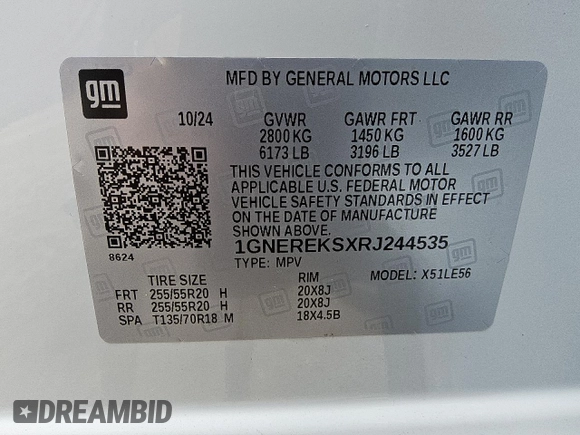 gm
MFD BY GENERAL MOTORS LLC
10/24 GVWR GAWR FRT GAWR RR
2800 KG 1450 KG 1600 KG
6173 LB 3196 LB 3527 LB
THIS VEHICLE CONFORMS TO ALL
APPLICABLE U.S. FEDERAL MOTOR
VEHICLE SAFETY STANDARDS IN EFFECT
ON THE DATE OF MANUFACTURE
SHOWN ABOVE.
8624
1GNEREKSXRJ244535
TYPE: MPV MODEL: X51LE56
TIRE SIZE RIM
FRT 255/55R20 H 20X8J
RR 255/55R20 H 20X8J
SPA T135/70R18 M 18X4.5B
DREAMBID